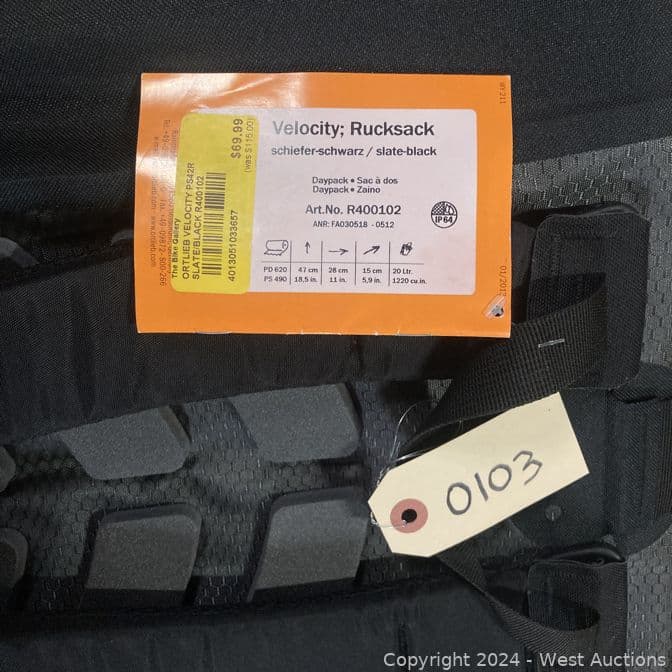 WY211
Velocity; Rucksack
schiefer-schwarz / slate-black
Daypack • Sac à dos
Daypack • Zaino
Art.No. R400102
ANR: FA030518 - 0512
IP64
PD 620 47 cm 28 cm 15 cm 20 Ltr.
PS 490 18,5 in. 11 in. 5,9 in. 1220 cu.in.
01/2012
$69.99
(was $115.00)
The Bike Gallery
ORTLIEB VELOCITY PS42R
SLATE/BLACK R400102
4013051033657
0103
Copyright 2024 - West Auctions